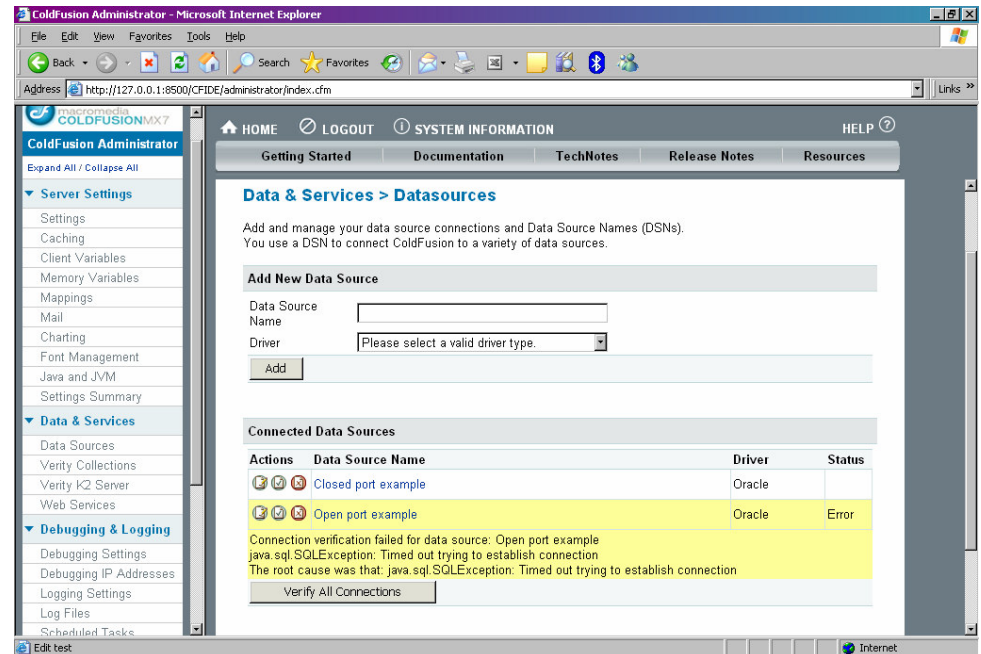 ColdFusion Administrator - Microsoft Internet Explorer
File Edit View Favorites Tools Help
Back Search Favorites
Address http://127.0.0.1:8500/CFIDE/administrator/index.cfm Links »
macromedia
COLDFUSION MX7
ColdFusion Administrator
Expand All / Collapse All
Server Settings
Settings
Caching
Client Variables
Memory Variables
Mappings
Mail
Charting
Font Management
Java and JVM
Settings Summary
Data & Services
Data Sources
Verity Collections
Verity K2 Server
Web Services
Debugging & Logging
Debugging Settings
Debugging IP Addresses
Logging Settings
Log Files
Scheduled Tasks
HOME LOGOUT SYSTEM INFORMATION HELP ?
Getting Started Documentation TechNotes Release Notes Resources
Data & Services > Datasources
Add and manage your data source connections and Data Source Names (DSNs).
You use a DSN to connect ColdFusion to a variety of data sources.
Add New Data Source
Data Source
Name
Driver Please select a valid driver type.
Add
Connected Data Sources
Actions Data Source Name Driver Status
Closed port example Oracle
Open port example Oracle Error
Connection verification failed for data source: Open port example
java.sql.SQLException: Timed out trying to establish connection
The root cause was that: java.sql.SQLException: Timed out trying to establish connection
Verify All Connections
Edit test Internet